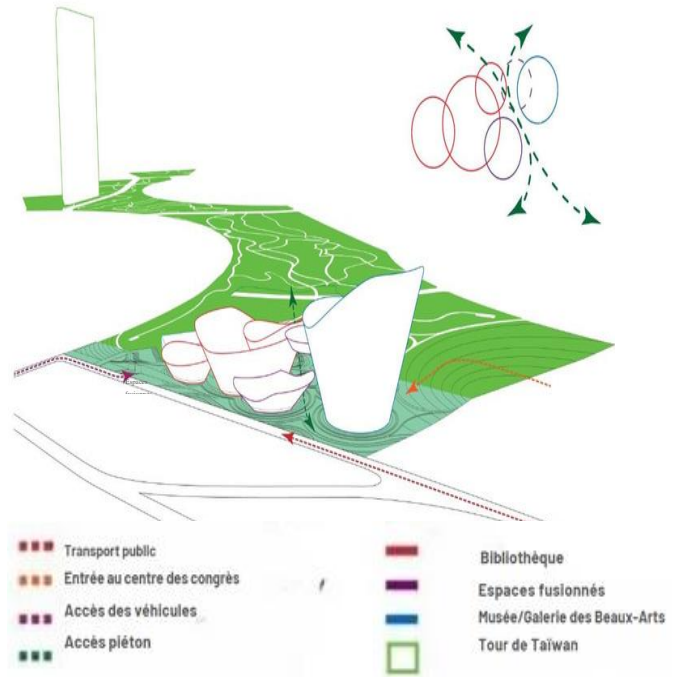 Transport public
Entrée au centre des congrès
Accès des véhicules
Accès piéton
Bibliothèque
Espaces fusionnés
Musée/Galerie des Beaux-Arts
Tour de Taïwan